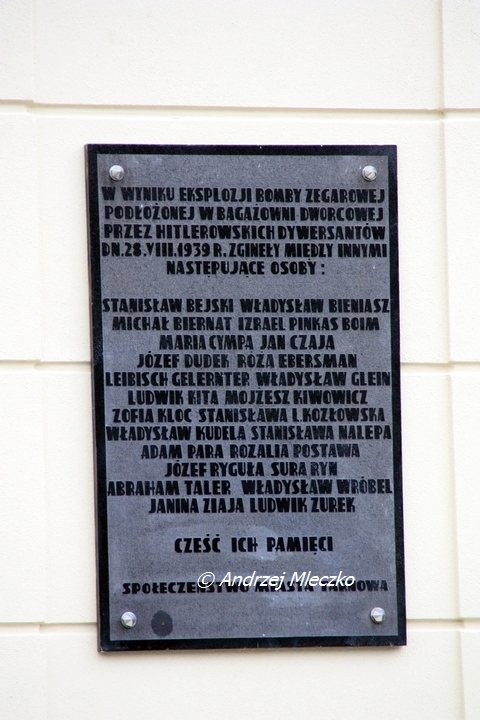 W WYNIKU EKSPLOZJI BOMBY ZEGAROWEJ
PODŁOŻONEJ W BAGAŻOWNI DWORCOWEJ
PRZEZ HITLEROWSKICH DYWERSANTÓW
DN. 28.VIII.1939 R. ZGINĘŁY MIĘDZY INNYMI
NASTĘPUJĄCE OSOBY :
STANISŁAW BEJSKI WŁADYSŁAW BIENIASZ
MICHAŁ BIERNAT IZRAEL PINKAS BOIM
MARIA CYMPA JAN CZAJA
JÓZEF DUDEK RÓŻA EBERSMAN
LEIBISCH GELERNTER WŁADYSŁAW GLEIN
LUDWIK KITA MOJŻESZ KIWOWICZ
ZOFIA KLOC STANISŁAWA L. KOZŁOWSKA
WŁADYSŁAW KUDELA STANISŁAWA NALEPA
ADAM PARA ROZALIA POSTAWA
JÓZEF RYGUŁA SURA RYN
ABRAHAM TALER WŁADYSŁAW WRÓBEL
JANINA ZIAJA LUDWIK ŻUREK
CZEŚĆ ICH PAMIĘCI
© Andrzej Mleczko
SPOŁECZEŃSTWO MIASTA TARNOWA